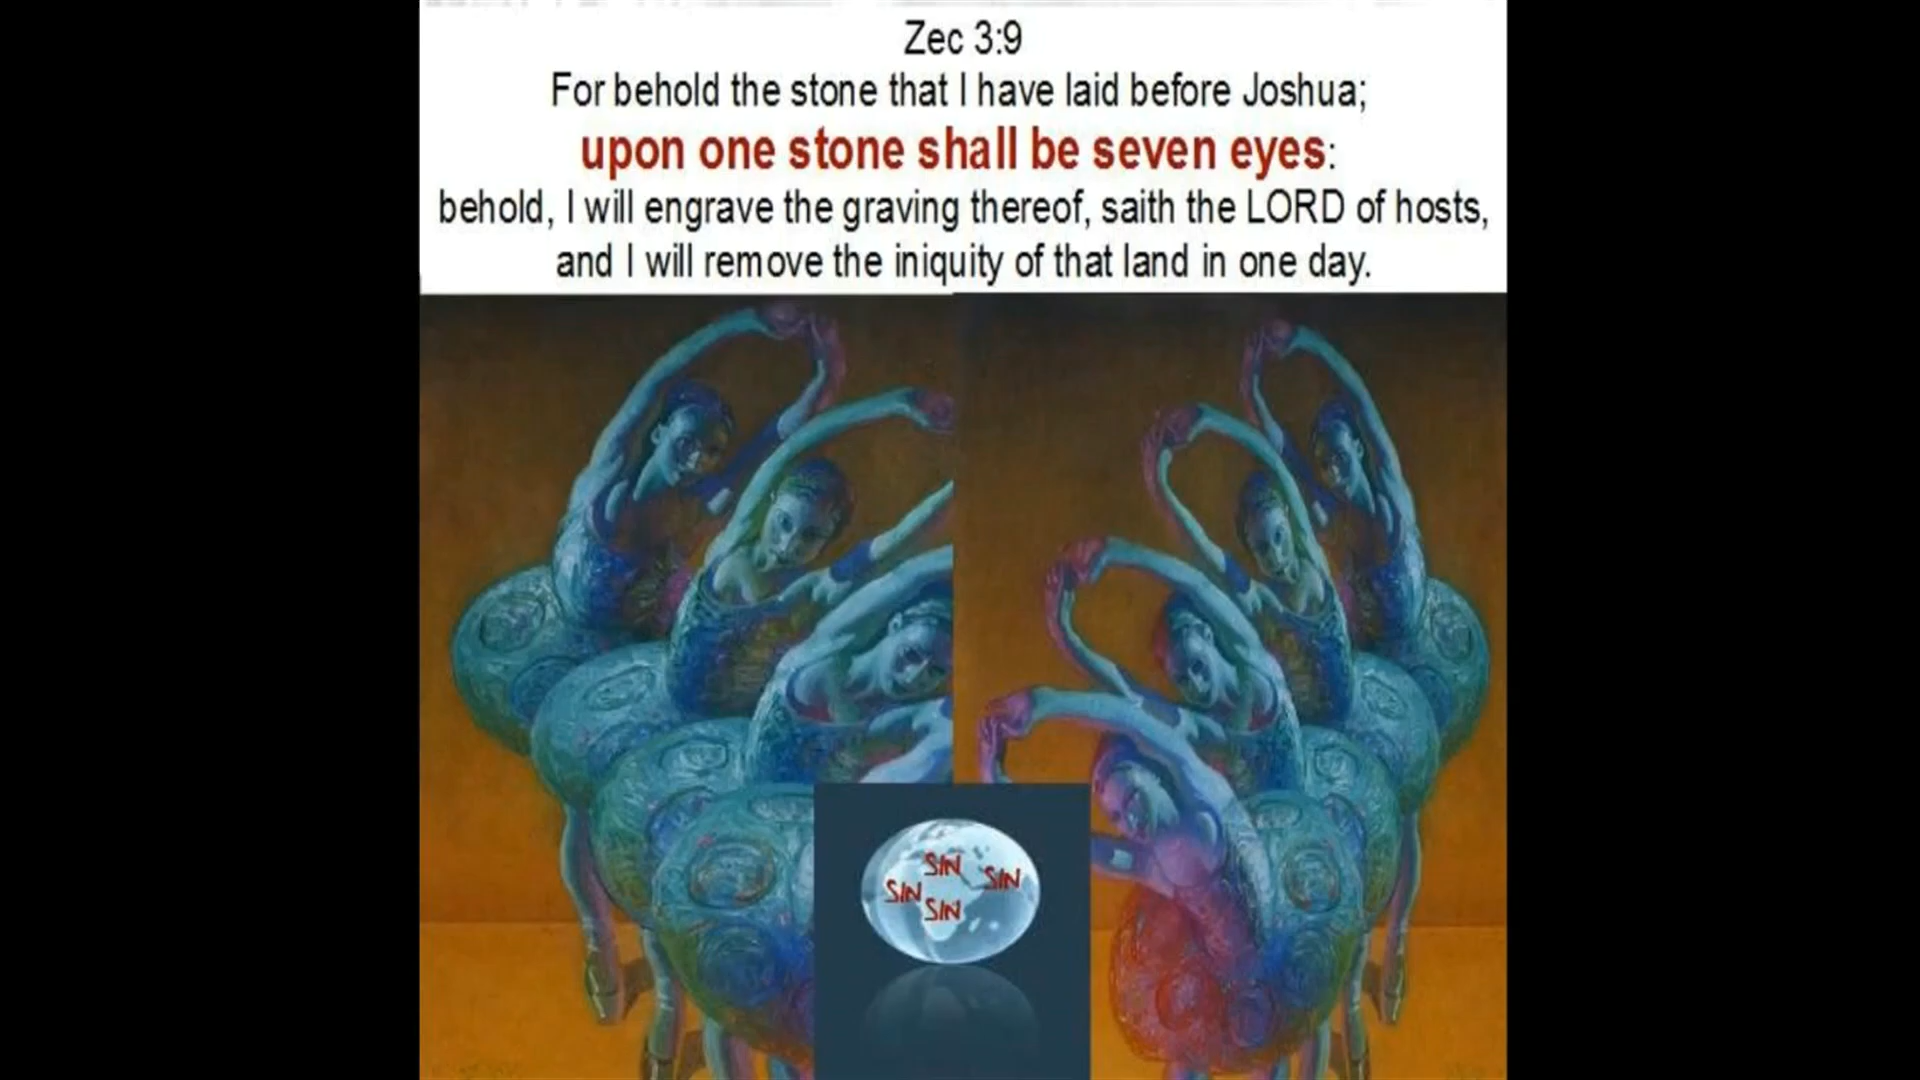 Zec 3:9
For behold the stone that I have laid before Joshua;
upon one stone shall be seven eyes:
behold, I will engrave the graving thereof, saith the LORD of hosts,
and I will remove the iniquity of that land in one day.
SIN
SIN
SIN
SIN